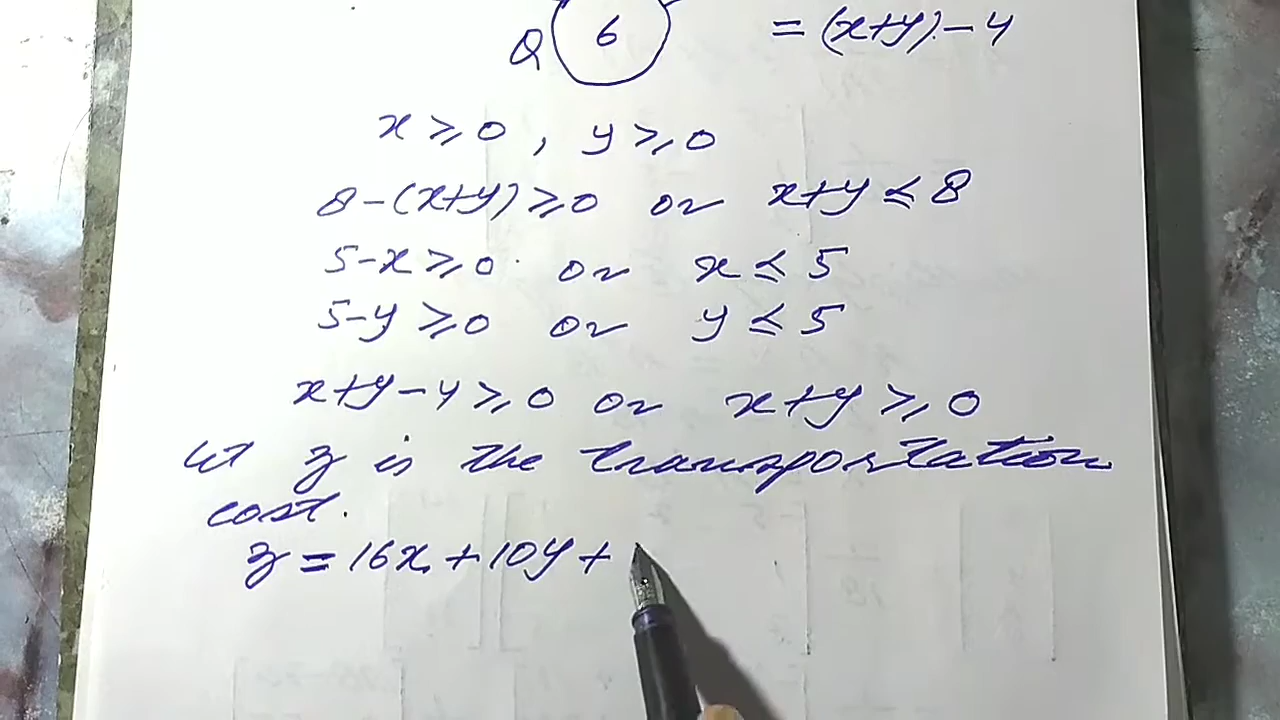 Q 6 = (x+y) - 4
x ⩾ 0 , y ⩾ 0
8-(x+y) ⩾ 0 or x+y ⩽ 8
5-x ⩾ 0 or x ⩽ 5
5-y ⩾ 0 or y ⩽ 5
x+y-4 ⩾ 0 or x+y ⩾ 0
let z is the transportation
cost.
z = 16x + 10y +